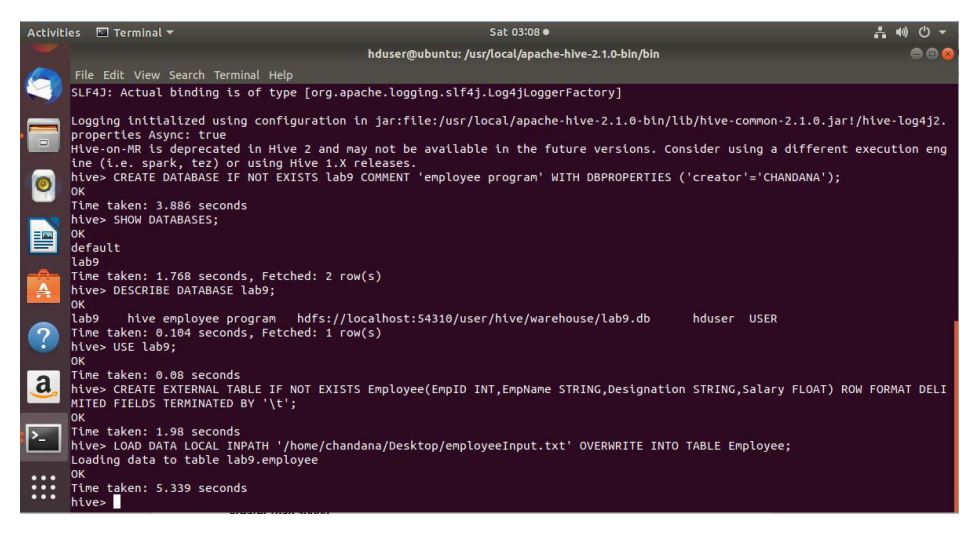 Activities Terminal Sat 03:08
hduser@ubuntu: /usr/local/apache-hive-2.1.0-bin/bin
File Edit View Search Terminal Help
SLF4J: Actual binding is of type [org.apache.logging.slf4j.Log4jLoggerFactory]
Logging initialized using configuration in jar:file:/usr/local/apache-hive-2.1.0-bin/lib/hive-common-2.1.0.jar!/hive-log4j2.
properties Async: true
Hive-on-MR is deprecated in Hive 2 and may not be available in the future versions. Consider using a different execution eng
ine (i.e. spark, tez) or using Hive 1.X releases.
hive> CREATE DATABASE IF NOT EXISTS lab9 COMMENT 'employee program' WITH DBPROPERTIES ('creator'='CHANDANA');
OK
Time taken: 3.886 seconds
hive> SHOW DATABASES;
OK
default
lab9
Time taken: 1.768 seconds, Fetched: 2 row(s)
hive> DESCRIBE DATABASE lab9;
OK
lab9 hive employee program hdfs://localhost:54310/user/hive/warehouse/lab9.db hduser USER
Time taken: 0.104 seconds, Fetched: 1 row(s)
hive> USE lab9;
OK
Time taken: 0.08 seconds
hive> CREATE EXTERNAL TABLE IF NOT EXISTS Employee(EmpID INT,EmpName STRING,Designation STRING,Salary FLOAT) ROW FORMAT DELI
MITED FIELDS TERMINATED BY '\t';
OK
Time taken: 1.98 seconds
hive> LOAD DATA LOCAL INPATH '/home/chandana/Desktop/employeeInput.txt' OVERWRITE INTO TABLE Employee;
Loading data to table lab9.employee
OK
Time taken: 5.339 seconds
hive>